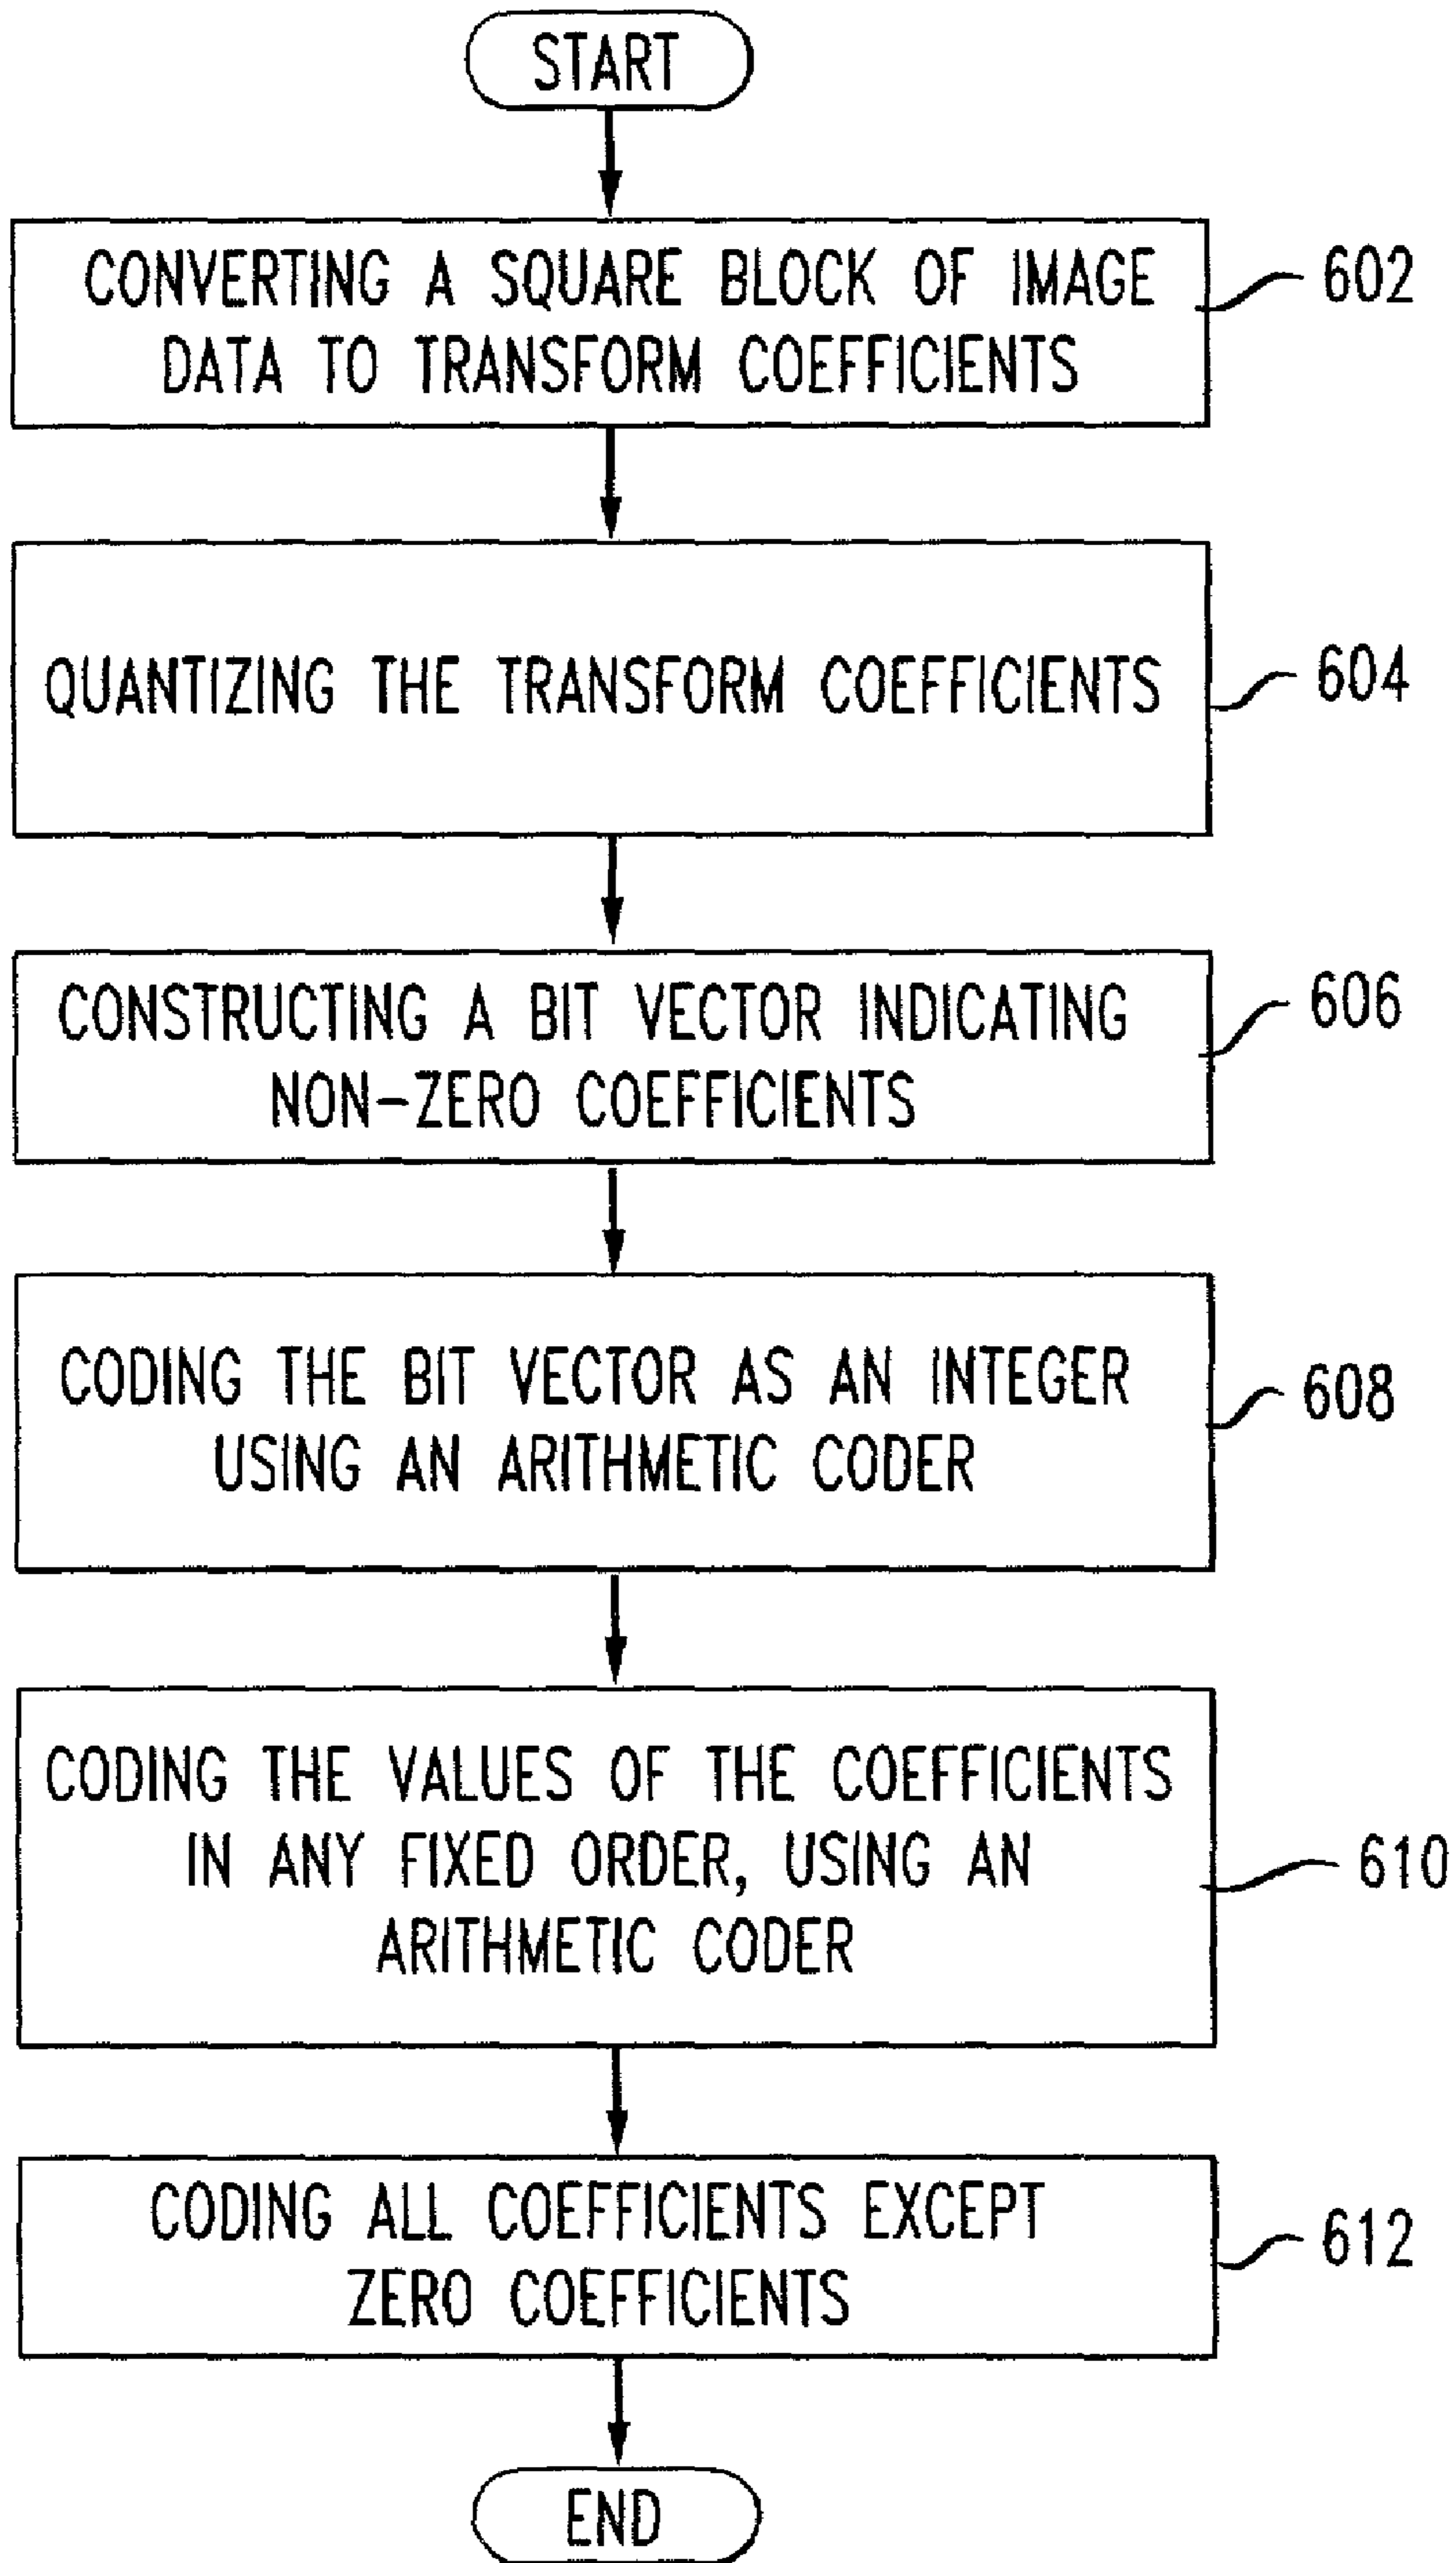 START
CONVERTING A SQUARE BLOCK OF IMAGE
DATA TO TRANSFORM COEFFICIENTS
602
QUANTIZING THE TRANSFORM COEFFICIENTS
604
CONSTRUCTING A BIT VECTOR INDICATING
NON-ZERO COEFFICIENTS
606
CODING THE BIT VECTOR AS AN INTEGER
USING AN ARITHMETIC CODER
608
CODING THE VALUES OF THE COEFFICIENTS
IN ANY FIXED ORDER, USING AN
ARITHMETIC CODER
610
CODING ALL COEFFICIENTS EXCEPT
ZERO COEFFICIENTS
612
END